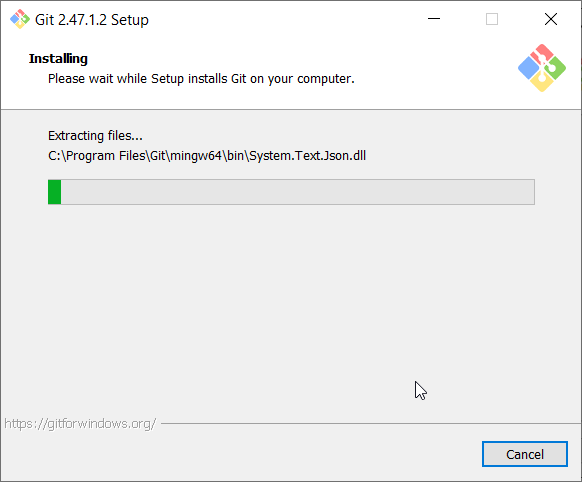 Git 2.47.1.2 Setup
Installing
Please wait while Setup installs Git on your computer.
Extracting files...
C:\Program Files\Git\mingw64\bin\System.Text.Json.dll
https://gitforwindows.org/
Cancel